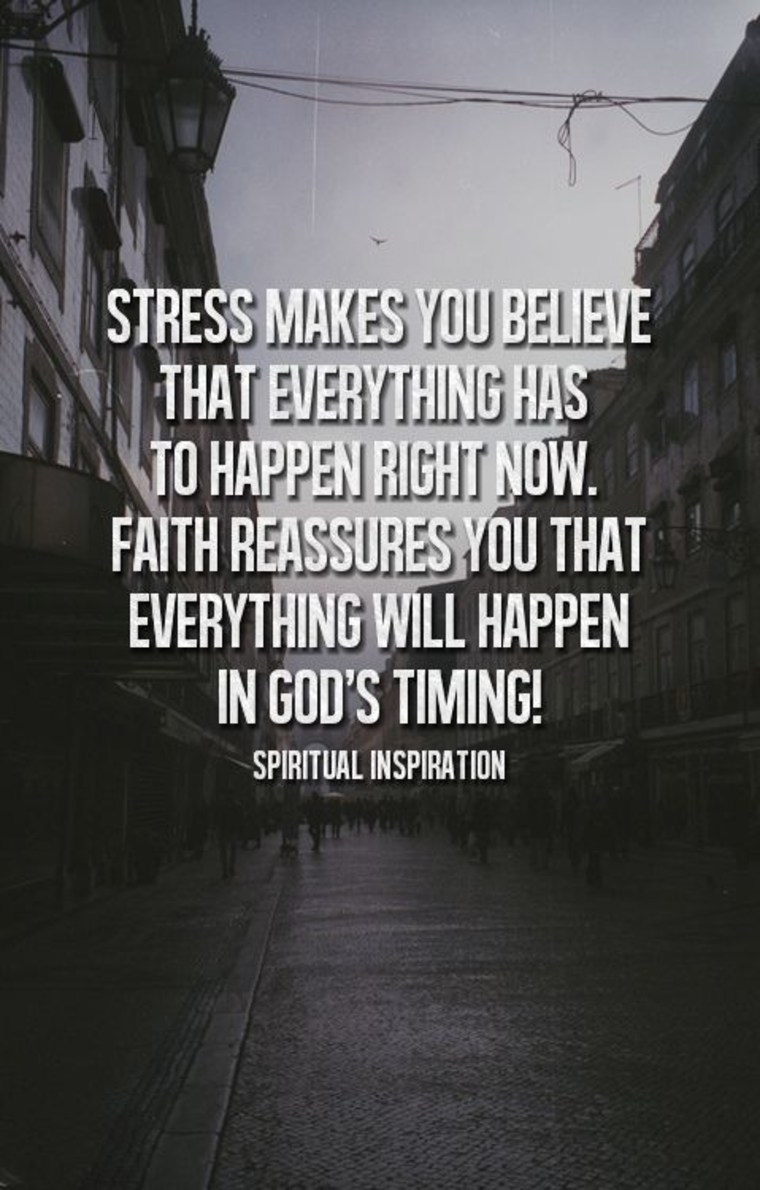 STRESS MAKES YOU BELIEVE
THAT EVERYTHING HAS
TO HAPPEN RIGHT NOW.
FAITH REASSURES YOU THAT
EVERYTHING WILL HAPPEN
IN GOD'S TIMING!
SPIRITUAL INSPIRATION